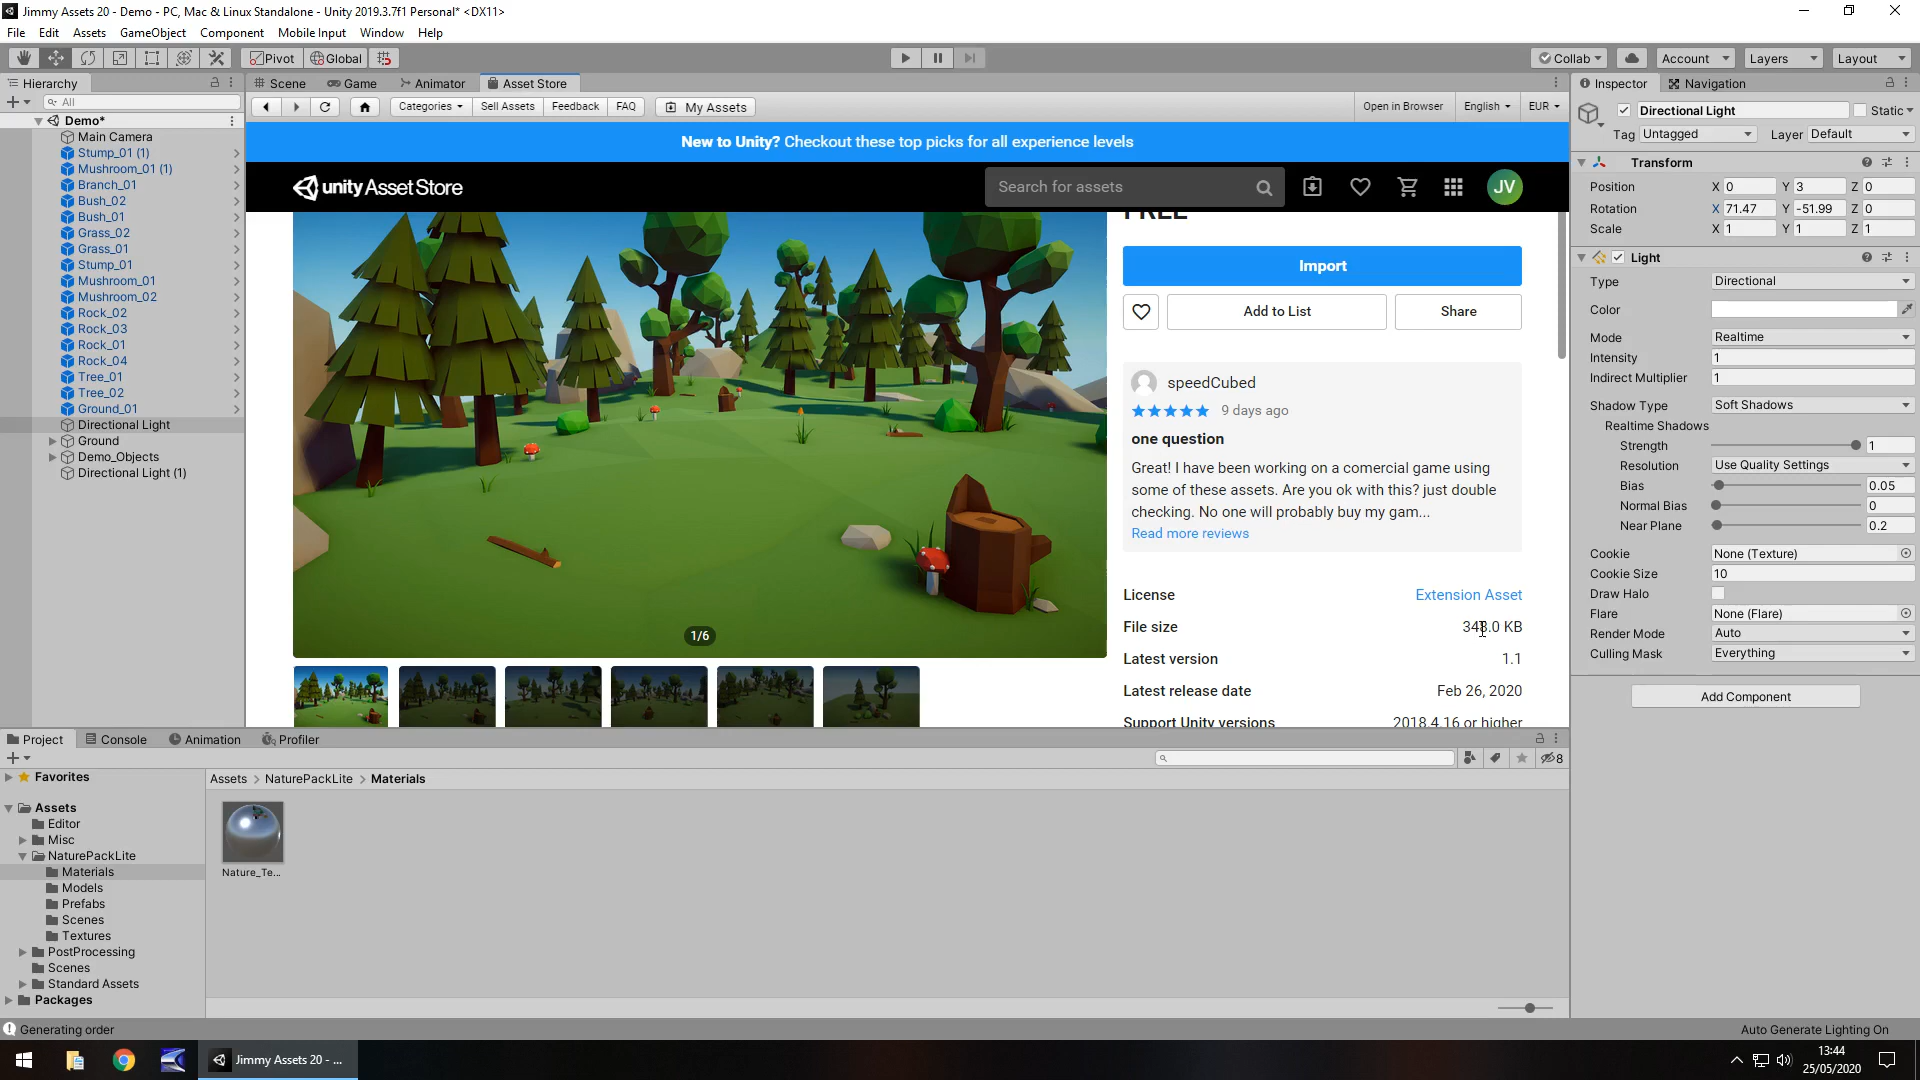 Jimmy Assets 20 - Demo - PC, Mac & Linux Standalone - Unity 2019.3.7f1 Personal* <DX11>
File Edit Assets GameObject Component Mobile Input Window Help
Pivot Global Collab Account Layers Layout
Hierarchy
All
Demo*
Main Camera
Stump_01 (1)
Mushroom_01 (1)
Branch_01
Bush_02
Bush_01
Grass_02
Grass_01
Stump_01
Mushroom_01
Mushroom_02
Rock_02
Rock_03
Rock_01
Rock_04
Tree_01
Tree_02
Ground_01
Directional Light
Ground
Demo_Objects
Directional Light (1)
Scene Game Animator Asset Store
Categories Sell Assets Feedback FAQ My Assets Open in Browser English EUR
New to Unity? Checkout these top picks for all experience levels
unity Asset Store Search for assets JV
FREE
Import
Add to List Share
speedCubed
9 days ago
one question
Great! I have been working on a comercial game using
some of these assets. Are you ok with this? just double
checking. No one will probably buy my gam...
Read more reviews
License Extension Asset
File size 348.0 KB
Latest version 1.1
Latest release date Feb 26, 2020
Support Unity versions 2018.4.16 or higher
1/6
Inspector Navigation
Directional Light Static
Tag Untagged Layer Default
Transform
Position X 0 Y 3 Z 0
Rotation X 71.47 Y -51.99 Z 0
Scale X 1 Y 1 Z 1
Light
Type Directional
Color
Mode Realtime
Intensity 1
Indirect Multiplier 1
Shadow Type Soft Shadows
Realtime Shadows
Strength 1
Resolution Use Quality Settings
Bias 0.05
Normal Bias 0
Near Plane 0.2
Cookie None (Texture)
Cookie Size 10
Draw Halo
Flare None (Flare)
Render Mode Auto
Culling Mask Everything
Add Component
Project Console Animation Profiler
8
Favorites
Assets
Editor
Misc
NaturePackLite
Materials
Models
Prefabs
Scenes
Textures
PostProcessing
Scenes
Standard Assets
Packages
Assets > NaturePackLite > Materials
Nature_Te...
Generating order
Auto Generate Lighting On
Jimmy Assets 20 - ...
13:44
25/05/2020